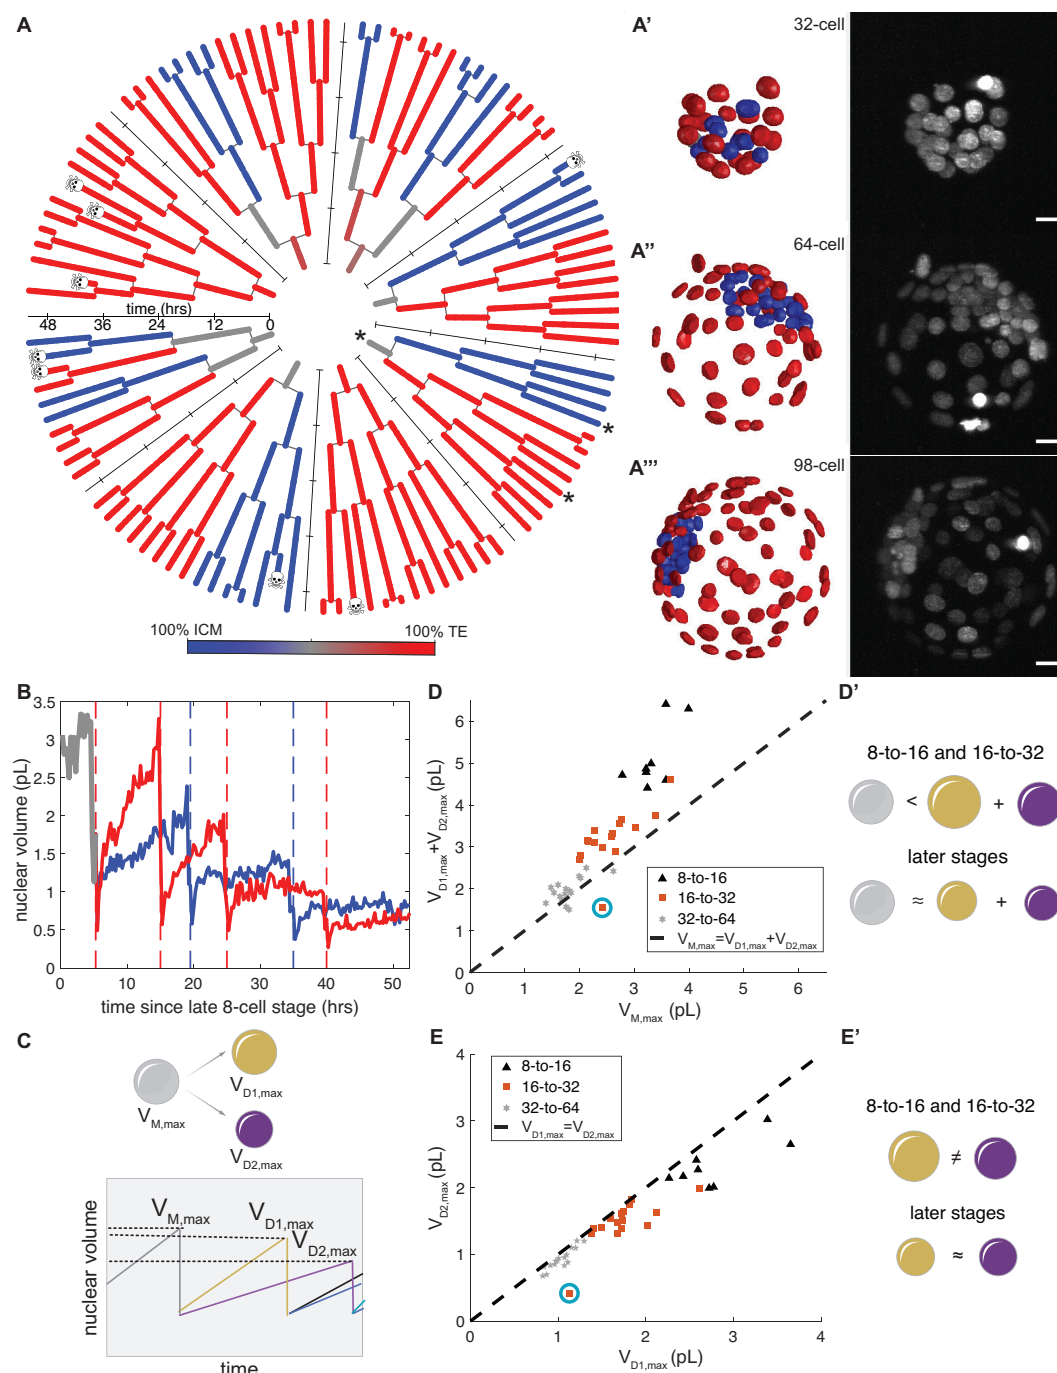 A
time (hrs)
48 36 24 12 0
*
*
*
100% ICM 100% TE
A'
32-cell
A''
64-cell
A'''
98-cell
B
3.5
3
2.5
2
1.5
1
0.5
0
nuclear volume (pL)
0 10 20 30 40 50
time since late 8-cell stage (hrs)
C
V_M,max
V_D1,max
V_D2,max
nuclear volume
V_M,max
V_D1,max
V_D2,max
time
D
6
5
4
3
2
1
0
V_D1,max+V_D2,max (pL)
8-to-16
16-to-32
32-to-64
V_M,max=V_D1,max+V_D2,max
0 1 2 3 4 5 6
V_M,max (pL)
D'
8-to-16 and 16-to-32
< +
later stages
≈ +
E
4
3
2
1
0
V_D2,max (pL)
8-to-16
16-to-32
32-to-64
V_D1,max=V_D2,max
0 1 2 3 4
V_D1,max (pL)
E'
8-to-16 and 16-to-32
≠
later stages
≈